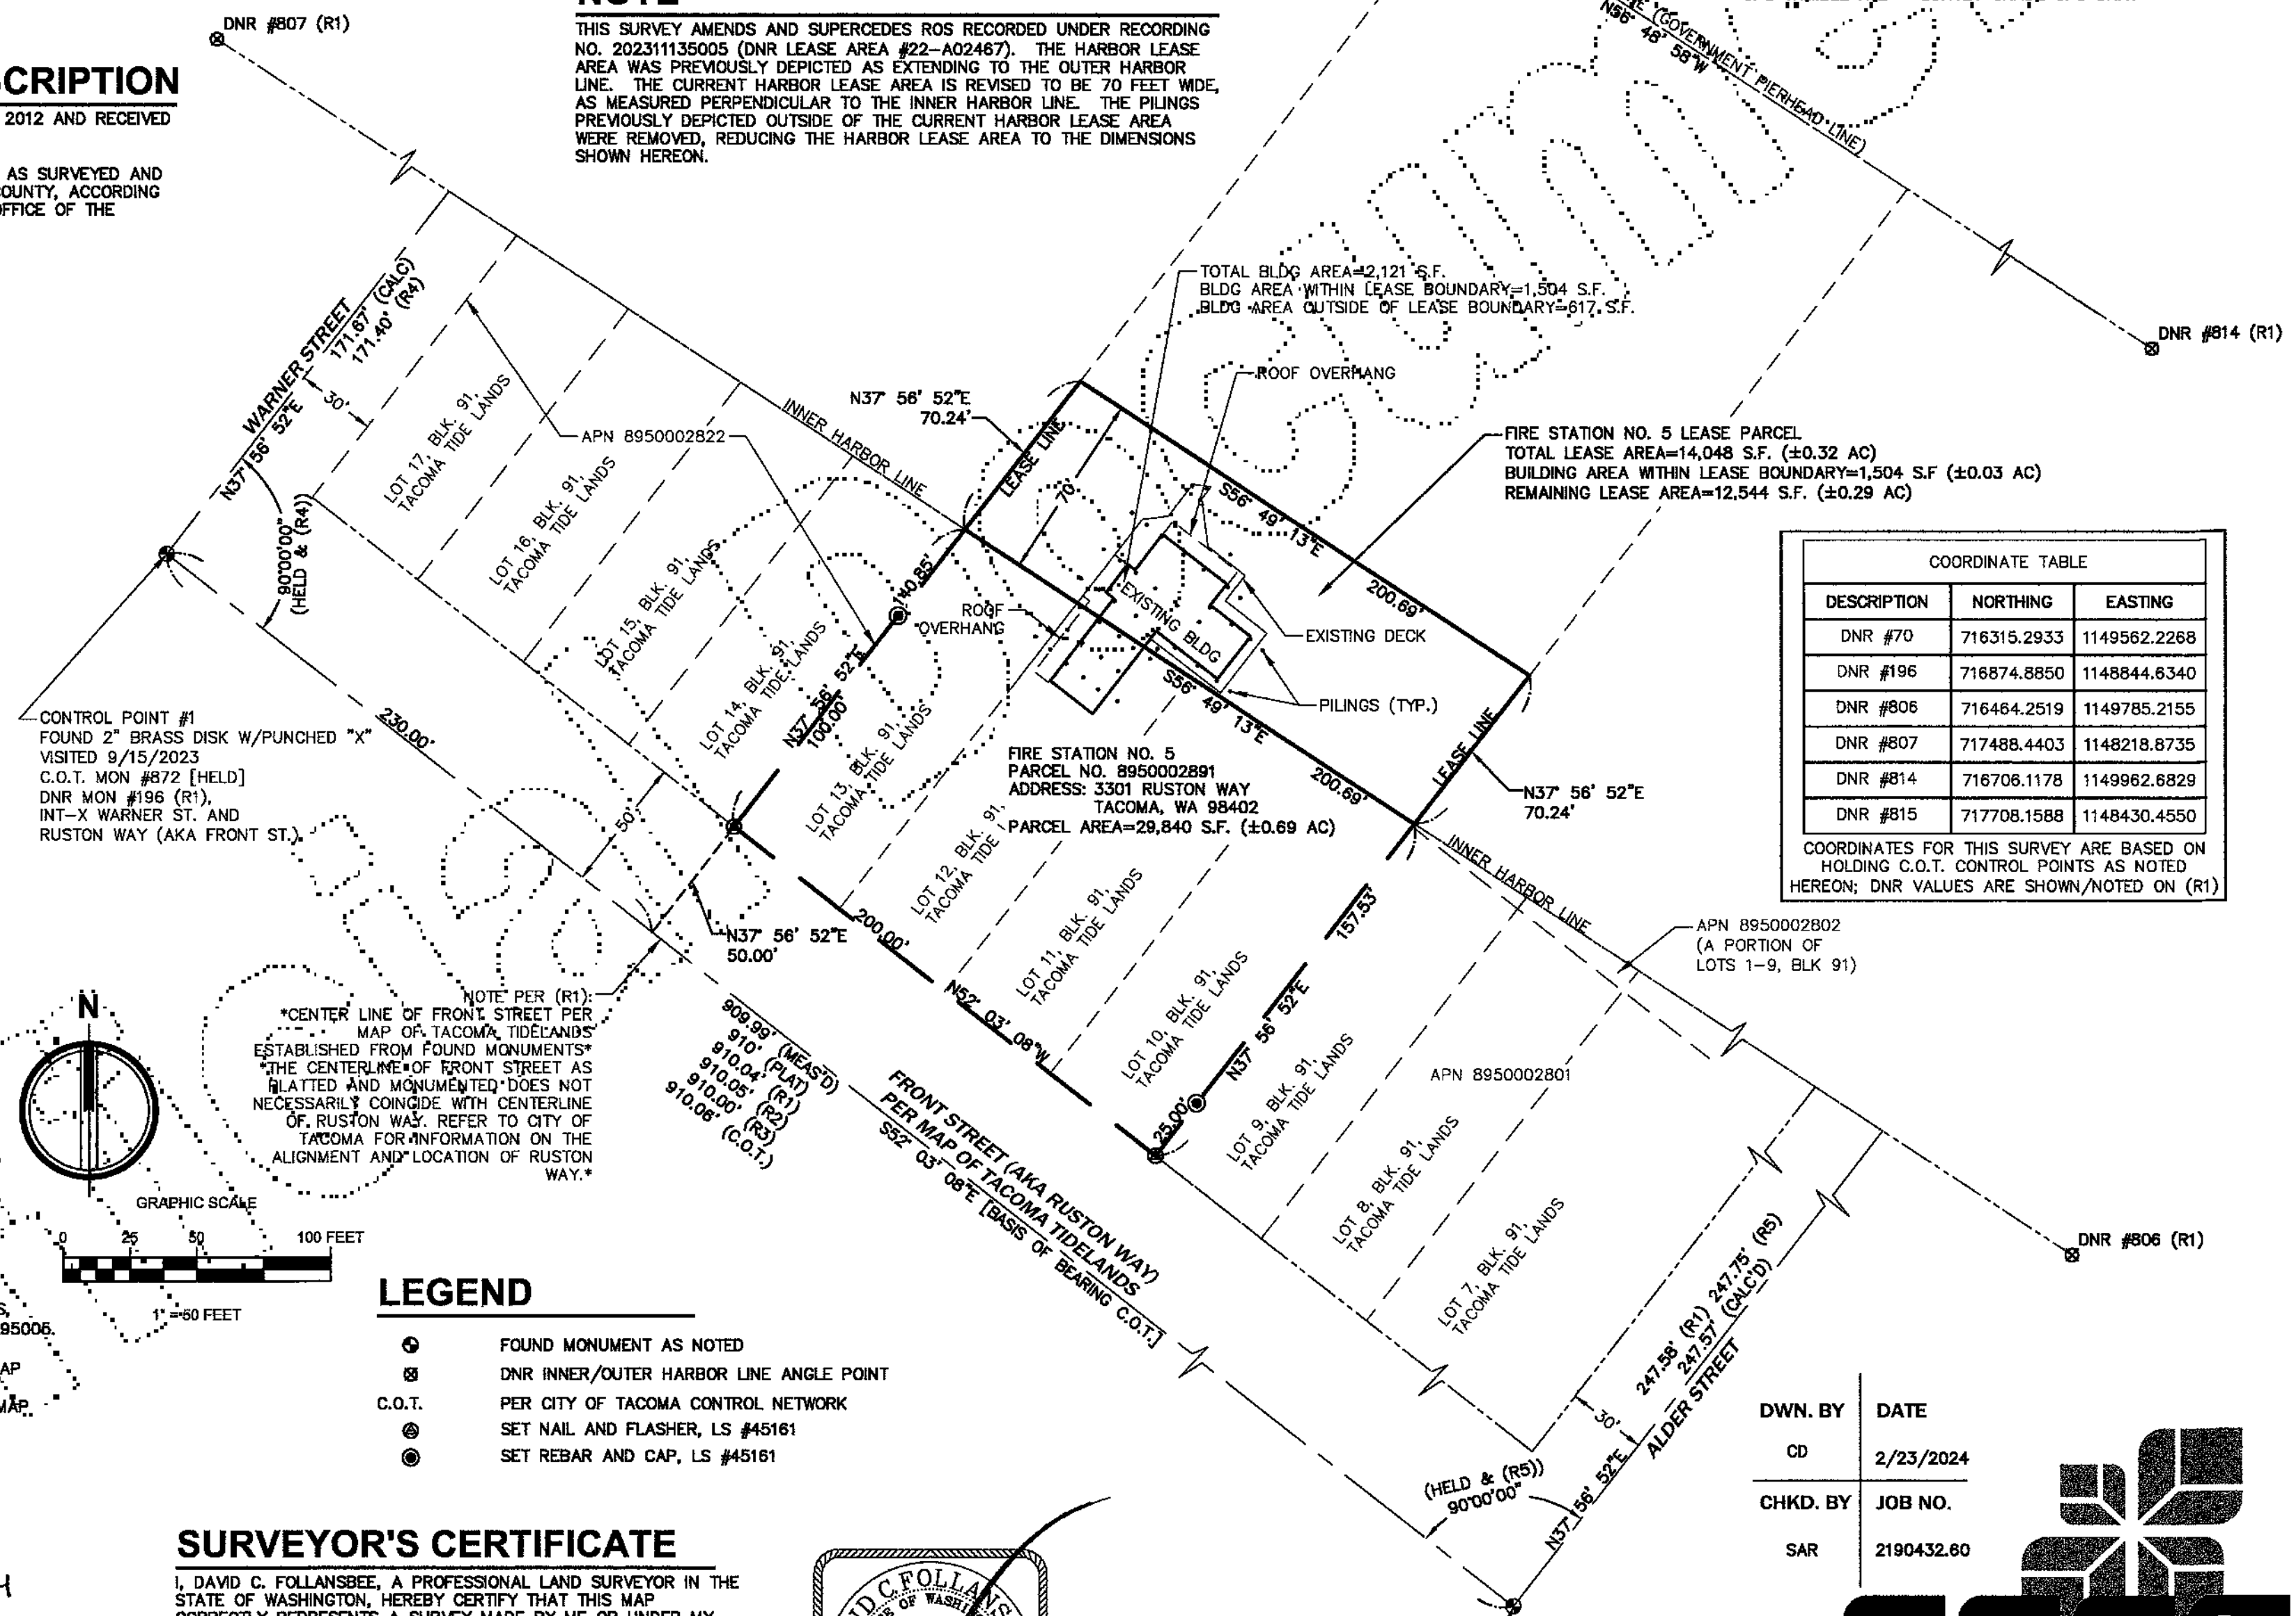 DNR #807 (R1)
NOTE
THIS SURVEY AMENDS AND SUPERCEDES ROS RECORDED UNDER RECORDING
NO. 202311135005 (DNR LEASE AREA #22-A02467). THE HARBOR LEASE
AREA WAS PREVIOUSLY DEPICTED AS EXTENDING TO THE OUTER HARBOR
LINE. THE CURRENT HARBOR LEASE AREA IS REVISED TO BE 70 FEET WIDE,
AS MEASURED PERPENDICULAR TO THE INNER HARBOR LINE. THE PILINGS
PREVIOUSLY DEPICTED OUTSIDE OF THE CURRENT HARBOR LEASE AREA
WERE REMOVED, REDUCING THE HARBOR LEASE AREA TO THE DIMENSIONS
SHOWN HEREON.
(GOVERNMENT PIERHEAD LINE)
N56° 48' 58"W
CRIPTION
2012 AND RECEIVED
AS SURVEYED AND
OUNTY, ACCORDING
FFICE OF THE
TOTAL BLDG AREA=2,121 S.F.
BLDG AREA WITHIN LEASE BOUNDARY=1,504 S.F.
BLDG AREA OUTSIDE OF LEASE BOUNDARY=617 S.F.
DNR #814 (R1)
ROOF OVERHANG
WARNER STREET
N37° 56' 52"E
171.67' (CALC)
171.40' (R4)
30'
90°00'00"
(HELD & (R4))
APN 8950002822
INNER HARBOR LINE
N37° 56' 52"E
70.24'
LEASE LINE
70'
S56° 49' 13"E
200.69'
FIRE STATION NO. 5 LEASE PARCEL
TOTAL LEASE AREA=14,048 S.F. (±0.32 AC)
BUILDING AREA WITHIN LEASE BOUNDARY=1,504 S.F (±0.03 AC)
REMAINING LEASE AREA=12,544 S.F. (±0.29 AC)
LOT 17, BLK. 91,
TACOMA TIDE LANDS
LOT 16, BLK. 91,
TACOMA TIDE LANDS
LOT 15, BLK. 91,
TACOMA TIDE LANDS
LOT 14, BLK. 91,
TACOMA TIDE LANDS
LOT 13, BLK. 91,
TACOMA TIDE LANDS
LOT 12, BLK. 91,
TACOMA TIDE LANDS
LOT 11, BLK. 91,
TACOMA TIDE LANDS
LOT 10, BLK. 91,
TACOMA TIDE LANDS
LOT 9, BLK. 91,
TACOMA TIDE LANDS
LOT 8, BLK. 91,
TACOMA TIDE LANDS
LOT 7, BLK. 91,
TACOMA TIDE LANDS
140.85'
N37° 56' 52"E
100.00'
ROOF
OVERHANG
EXISTING BLDG
EXISTING DECK
PILINGS (TYP.)
S56° 49' 13"E
200.69'
LEASE LINE
N37° 56' 52"E
70.24'
INNER HARBOR LINE
COORDINATE TABLE
DESCRIPTION NORTHING EASTING
DNR #70 716315.2933 1149562.2268
DNR #196 716874.8850 1148844.6340
DNR #806 716464.2519 1149785.2155
DNR #807 717488.4403 1148218.8735
DNR #814 716706.1178 1149962.6829
DNR #815 717708.1588 1148430.4550
COORDINATES FOR THIS SURVEY ARE BASED ON
HOLDING C.O.T. CONTROL POINTS AS NOTED
HEREON; DNR VALUES ARE SHOWN/NOTED ON (R1)
CONTROL POINT #1
FOUND 2" BRASS DISK W/PUNCHED "X"
VISITED 9/15/2023
C.O.T. MON #872 [HELD]
DNR MON #196 (R1),
INT-X WARNER ST. AND
RUSTON WAY (AKA FRONT ST.)
230.00'
50'
FIRE STATION NO. 5
PARCEL NO. 8950002891
ADDRESS: 3301 RUSTON WAY
TACOMA, WA 98402
PARCEL AREA=29,840 S.F. (±0.69 AC)
N37° 56' 52"E
50.00'
200.00'
N52° 03' 08"W
157.53'
N37° 56' 52"E
25.00'
APN 8950002802
(A PORTION OF
LOTS 1-9, BLK 91)
APN 8950002801
NOTE PER (R1):
*CENTER LINE OF FRONT STREET PER
MAP OF TACOMA TIDELANDS
ESTABLISHED FROM FOUND MONUMENTS*
*THE CENTERLINE OF FRONT STREET AS
PLATTED AND MONUMENTED DOES NOT
NECESSARILY COINCIDE WITH CENTERLINE
OF RUSTON WAY. REFER TO CITY OF
TACOMA FOR INFORMATION ON THE
ALIGNMENT AND LOCATION OF RUSTON
WAY.*
N
GRAPHIC SCALE
0 25 50 100 FEET
1" = 50 FEET
909.99' (MEAS'D)
910' (PLAT)
910.04' (R1)
910.05' (R2)
910.00' (R3)
910.06' (C.O.T.)
FRONT STREET (AKA RUSTON WAY)
PER MAP OF TACOMA TIDELANDS
S52° 03' 08"E [BASIS OF BEARING C.O.T.]
247.58' (R1) 247.75' (R5)
247.57' (CALC'D)
ALDER STREET
30'
N37° 56' 52"E
(HELD & (R5))
90°00'00"
DNR #806 (R1)
95006.
AP
MAP.
LEGEND
FOUND MONUMENT AS NOTED
DNR INNER/OUTER HARBOR LINE ANGLE POINT
C.O.T. PER CITY OF TACOMA CONTROL NETWORK
SET NAIL AND FLASHER, LS #45161
SET REBAR AND CAP, LS #45161
DWN. BY DATE
CD 2/23/2024
CHKD. BY JOB NO.
SAR 2190432.60
SURVEYOR'S CERTIFICATE
I, DAVID C. FOLLANSBEE, A PROFESSIONAL LAND SURVEYOR IN THE
STATE OF WASHINGTON, HEREBY CERTIFY THAT THIS MAP
CORRECTLY REPRESENTS A SURVEY MADE BY ME OR UNDER MY